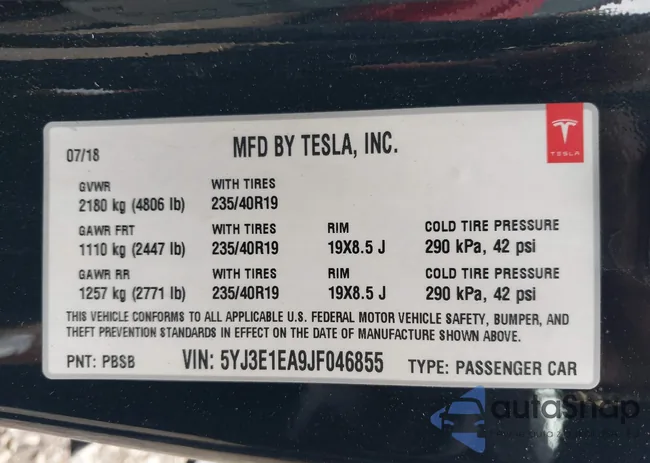 07/18
MFD BY TESLA, INC.
TESLA
GVWR WITH TIRES
2180 kg (4806 lb) 235/40R19
GAWR FRT WITH TIRES RIM COLD TIRE PRESSURE
1110 kg (2447 lb) 235/40R19 19X8.5 J 290 kPa, 42 psi
GAWR RR WITH TIRES RIM COLD TIRE PRESSURE
1257 kg (2771 lb) 235/40R19 19X8.5 J 290 kPa, 42 psi
THIS VEHICLE CONFORMS TO ALL APPLICABLE U.S. FEDERAL MOTOR VEHICLE SAFETY, BUMPER, AND
THEFT PREVENTION STANDARDS IN EFFECT ON THE DATE OF MANUFACTURE SHOWN ABOVE.
PNT: PBSB VIN: 5YJ3E1EA9JF046855 TYPE: PASSENGER CAR
autoSnap